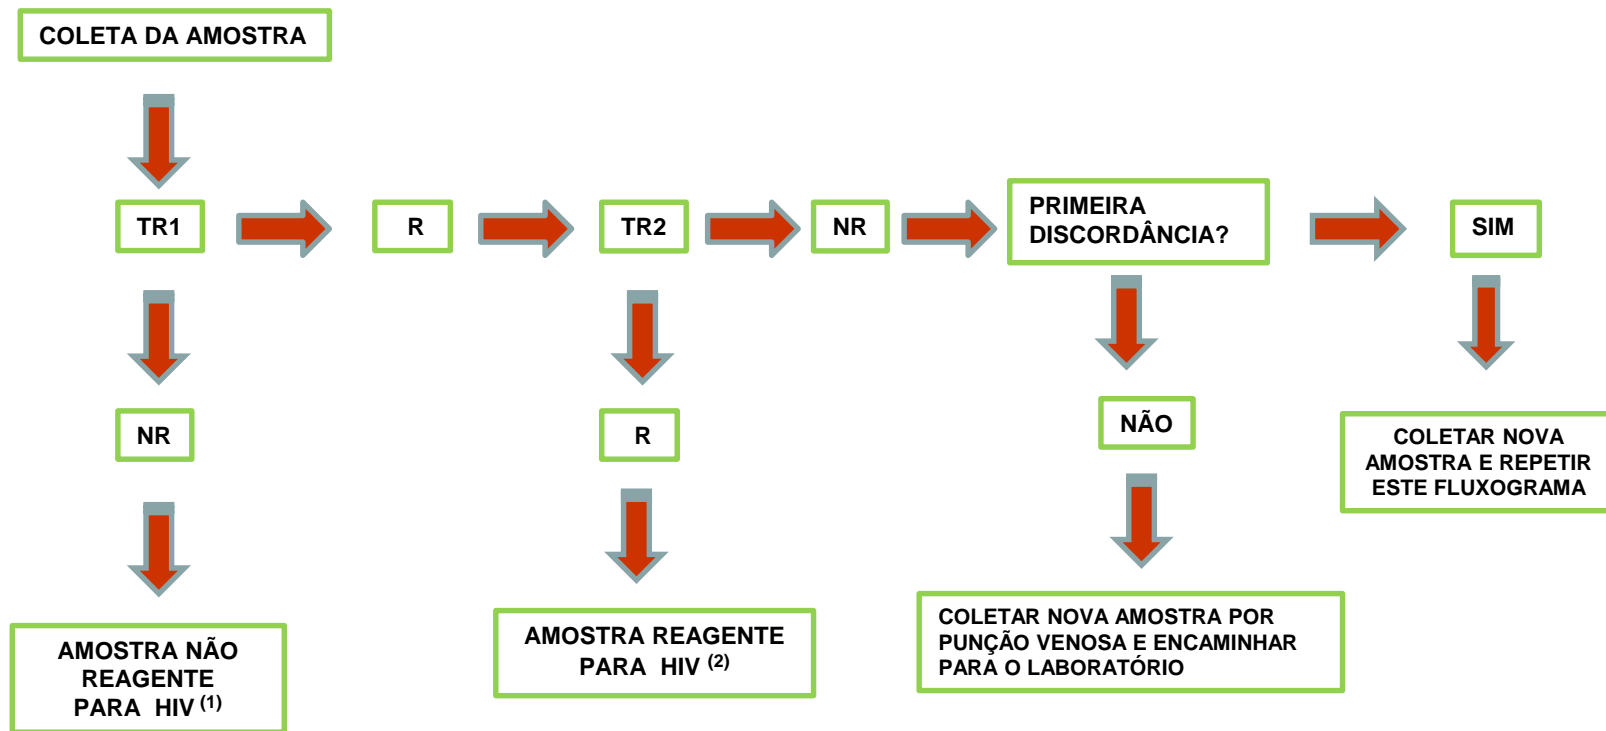 COLETA DA AMOSTRA
TR1
R
TR2
NR
PRIMEIRA
DISCORDÂNCIA?
SIM
NR
R
NÃO
COLETAR NOVA
AMOSTRA E REPETIR
ESTE FLUXOGRAMA
AMOSTRA NÃO
REAGENTE
PARA HIV (1)
AMOSTRA REAGENTE
PARA HIV (2)
COLETAR NOVA AMOSTRA POR
PUNÇÃO VENOSA E ENCAMINHAR
PARA O LABORATÓRIO